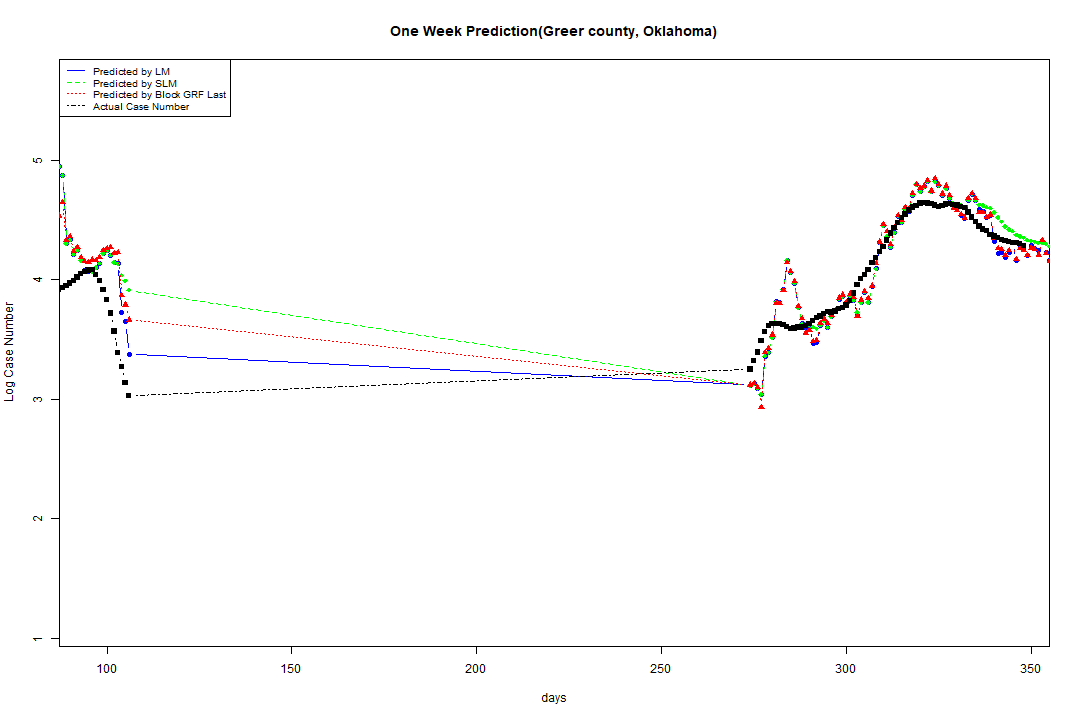 One Week Prediction(Greer county, Oklahoma)
Predicted by LM
Predicted by SLM
Predicted by Block GRF Last
Actual Case Number
5
4
3
2
1
Log Case Number
100 150 200 250 300 350
days